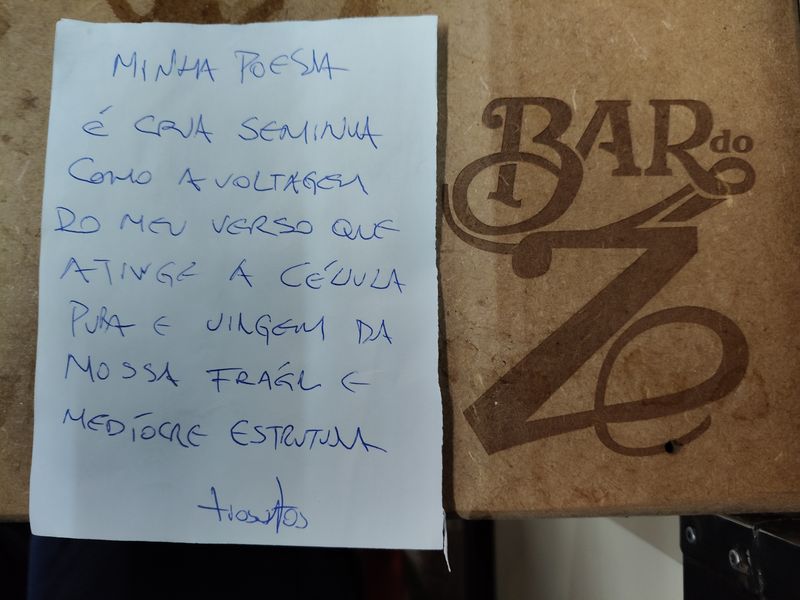 MINHA POESIA
É CRUA SEMINUA
COMO A VOLTAGEM
DO MEU VERSO QUE
ATINGE A CÉLULA
PURA E VIRGEM DA
NOSSA FRAGIL E
MEDÍOCRE ESTRUTURA
BAR do
Zé